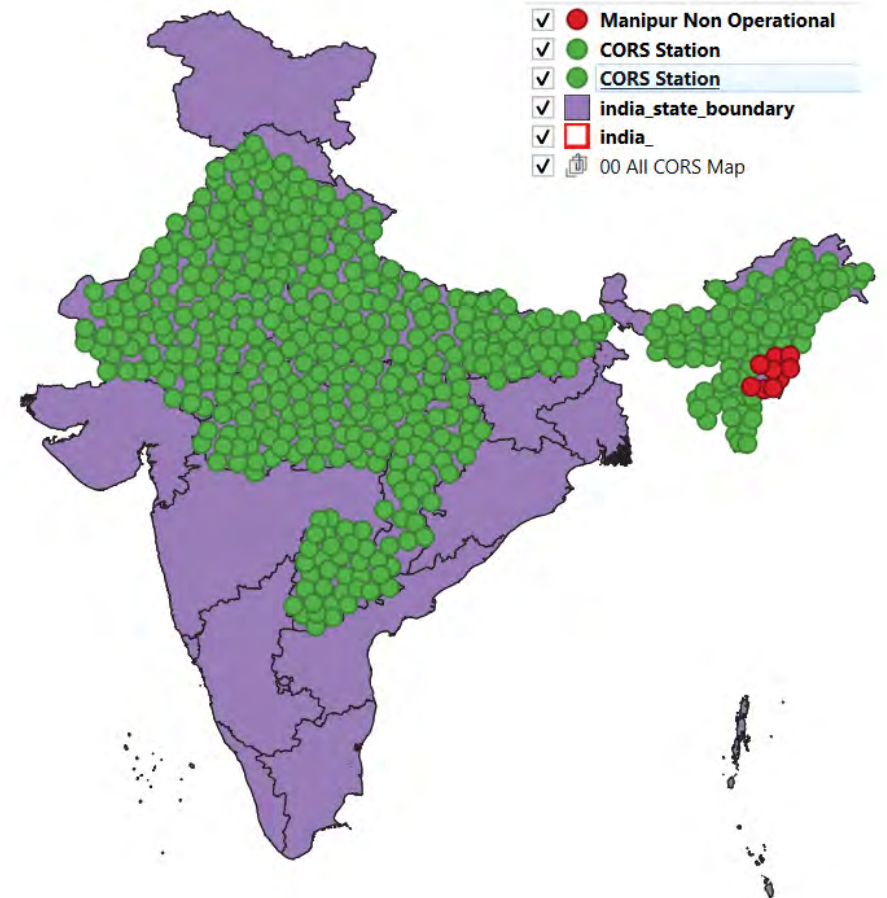 Manipur Non Operational
CORS Station
CORS Station
india_state_boundary
india_
00 All CORS Map